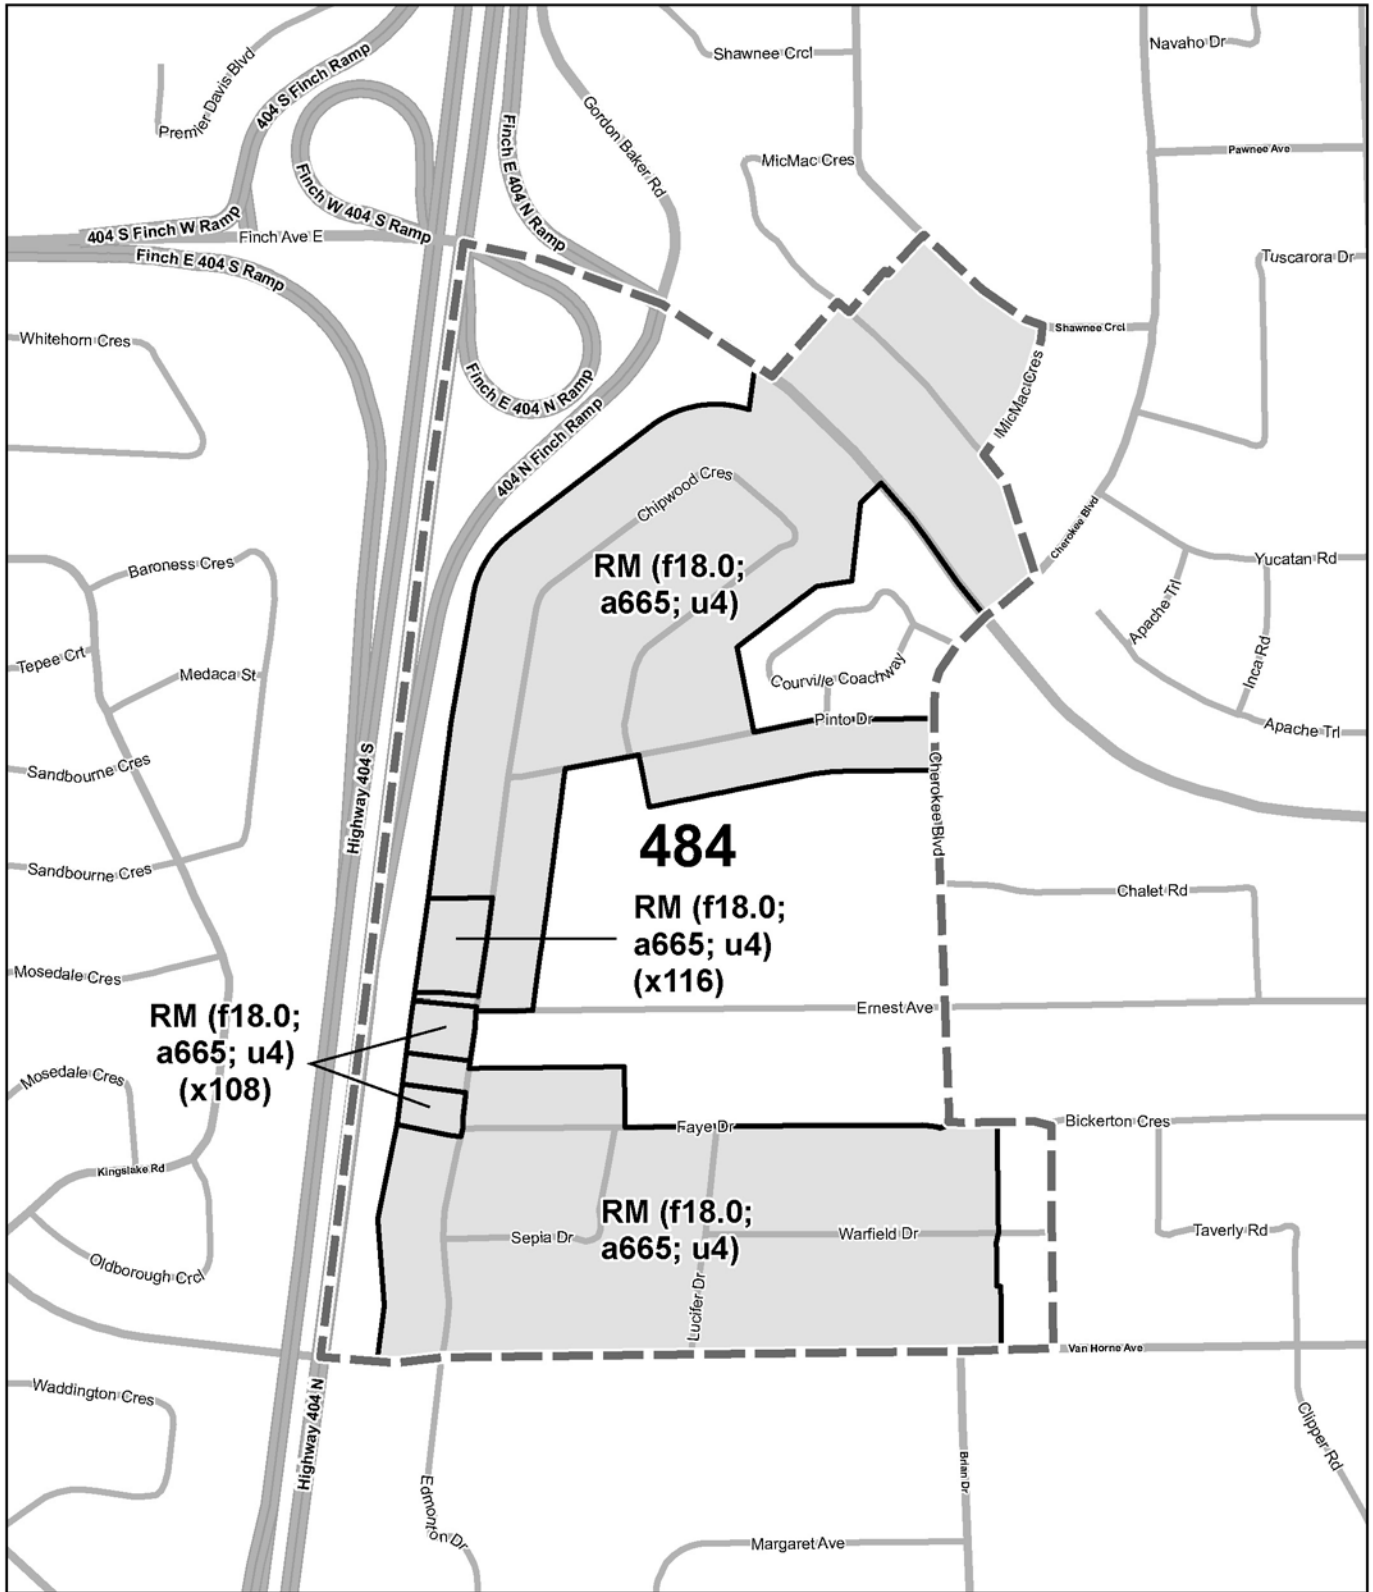 Navaho Dr
Shawnee Crcl
Premier Davis Blvd
404 S Finch Ramp
Gordon Baker Rd
Finch E 404 N Ramp
MicMac Cres
Pawnee Ave
Finch W 404 S Ramp
404 S Finch W Ramp
Finch Ave E
Finch E 404 S Ramp
Tuscarora Dr
Whitehorn Cres
Shawnee Crcl
MicMac Cres
Finch E 404 N Ramp
404 N Finch Ramp
Chipwood Cres
Cherokee Blvd
Baroness Cres
Yucatan Rd
RM (f18.0;
a665; u4)
Apache Trl
Tepee Crt
Medaca St
Inca Rd
Courville Coachway
Pinto Dr
Apache Trl
Sandbourne Cres
Highway 404 S
Cherokee Blvd
484
Sandbourne Cres
Chalet Rd
RM (f18.0;
a665; u4)
(x116)
Mosedale Cres
Ernest Ave
RM (f18.0;
a665; u4)
(x108)
Mosedale Cres
Faye Dr
Bickerton Cres
Kingslake Rd
RM (f18.0;
a665; u4)
Sepia Dr
Warfield Dr
Taverly Rd
Oldborough Crcl
Lucifer Dr
Van Horne Ave
Waddington Cres
Highway 404 N
Clipper Rd
Edmonton Dr
Brian Dr
Margaret Ave